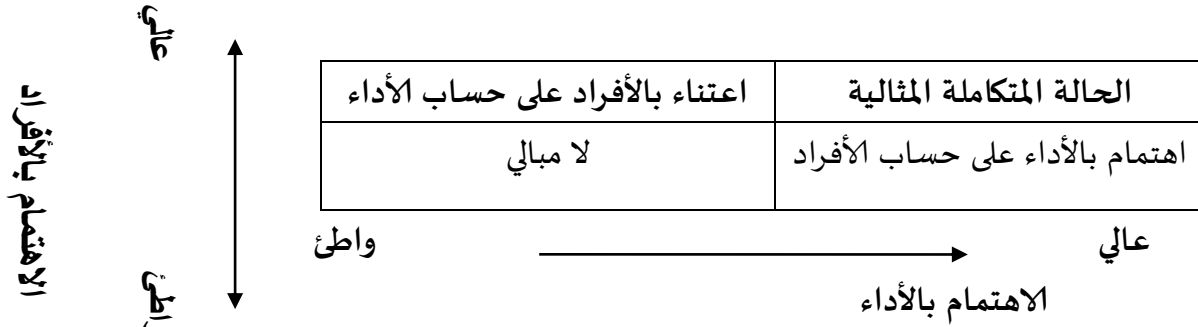 عالي
الحالة المتكاملة المثالية
اعتناء بالأفراد على حساب الأداء
الاهتمام بالأفراد
اهتمام بالأداء على حساب الأفراد
لا مبالي
عالي
واطئ
الاهتمام بالأداء